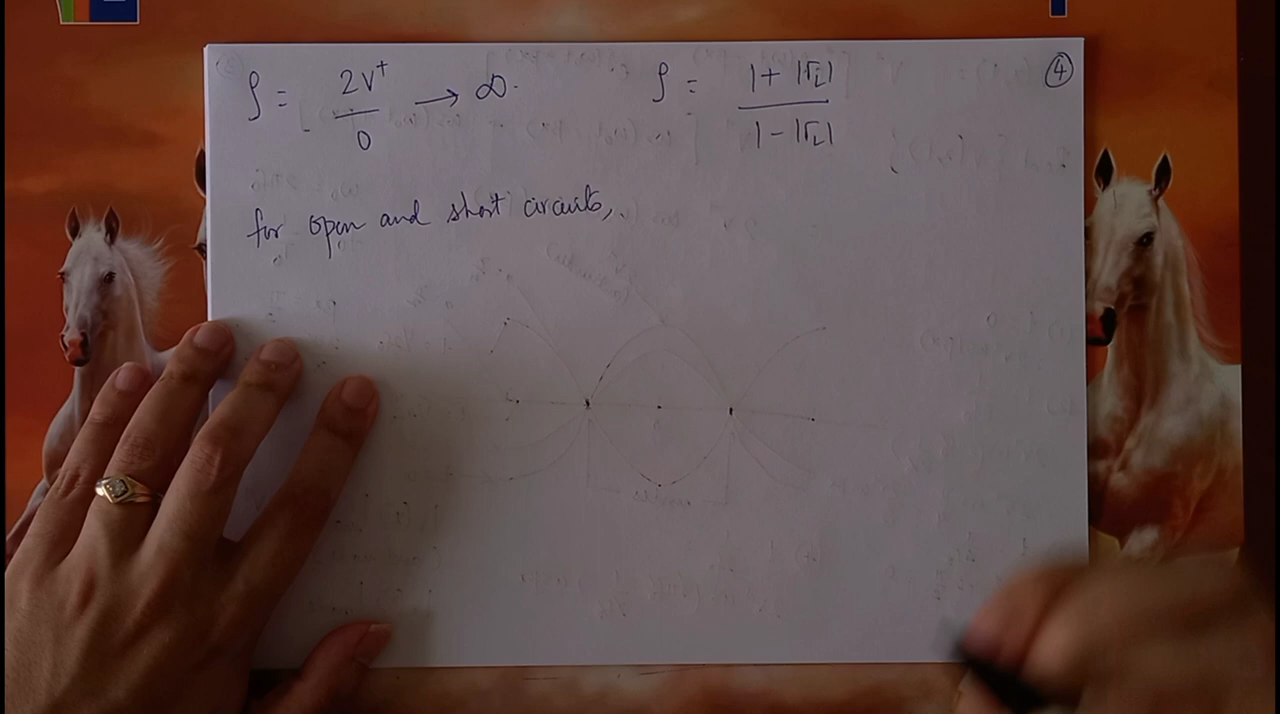 ρ = 2V⁺/0 → ∞. ρ = (1 + |Γ_L|)/(1 - |Γ_L|) ④
for open and short circuits,.